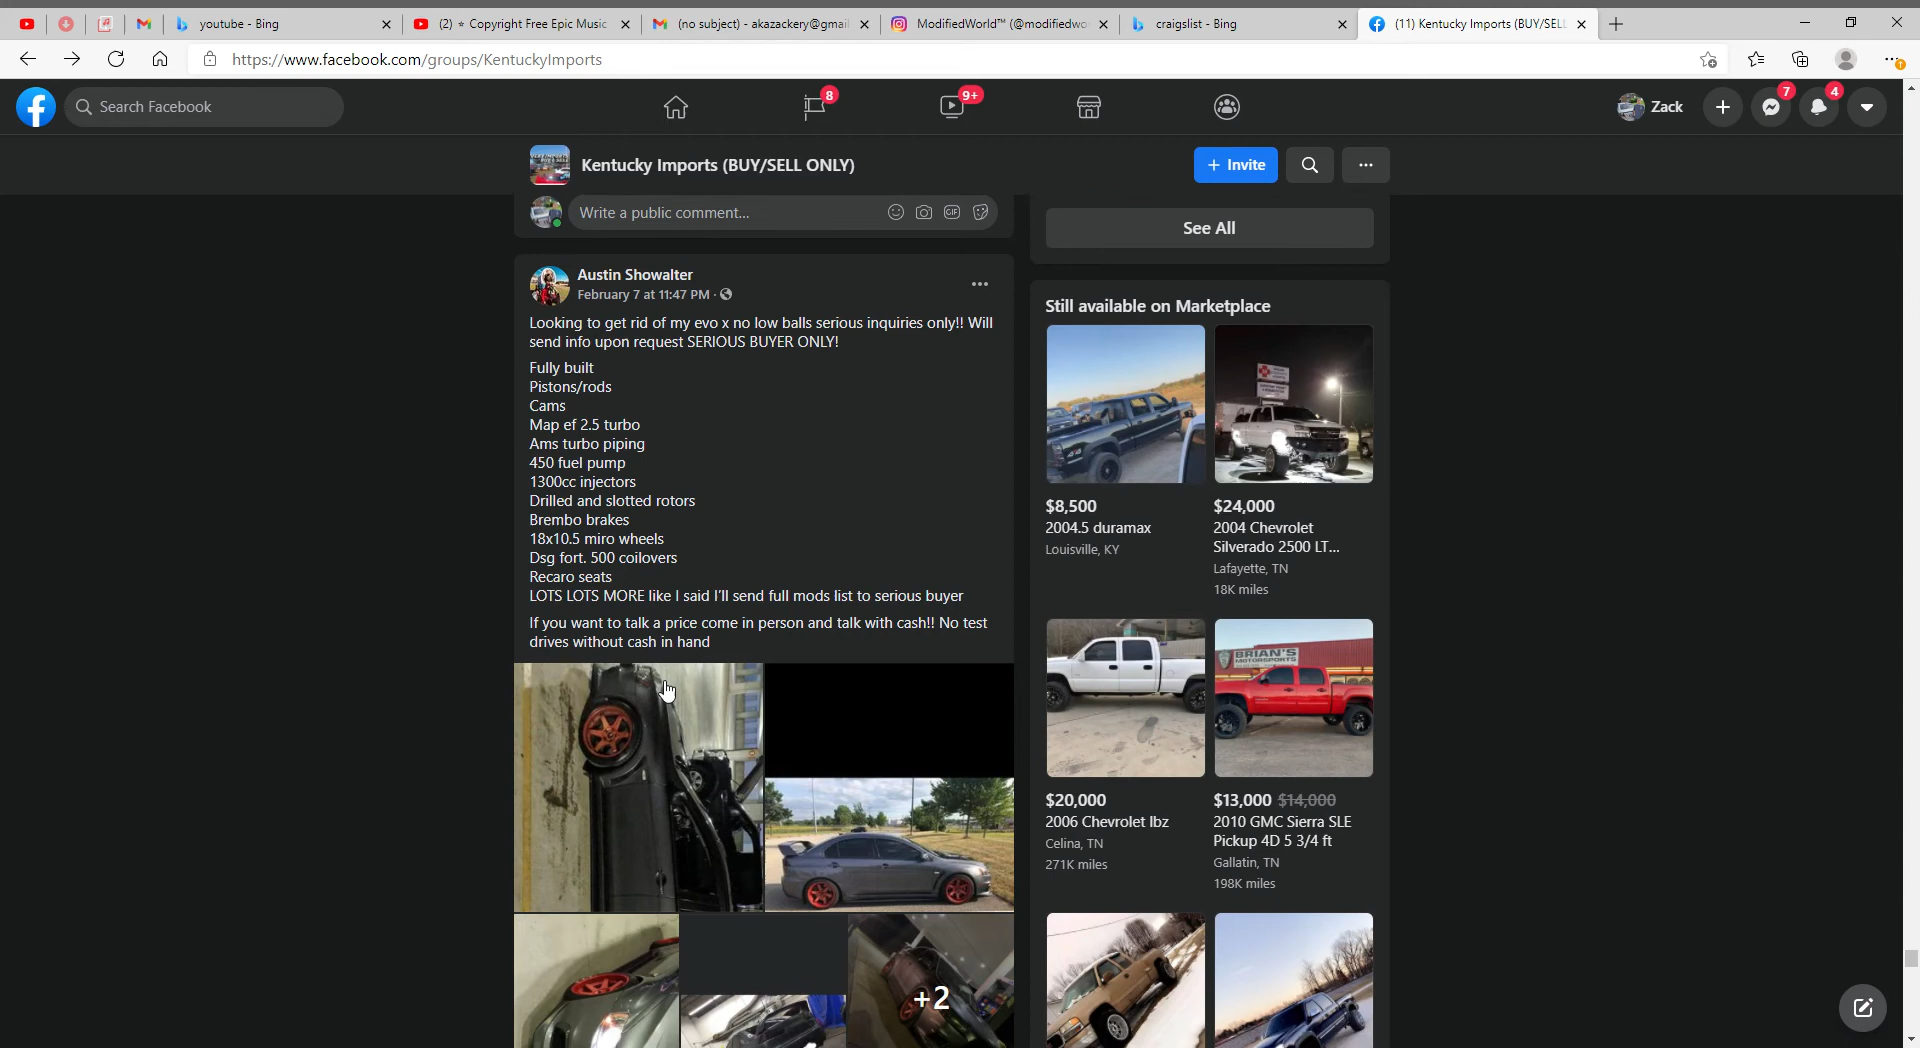 youtube - Bing
(2) ⭐ Copyright Free Epic Music
(no subject) - akazackery@gmail
ModifiedWorld™ (@modifiedwo
craigslist - Bing
(11) Kentucky Imports (BUY/SELL
https://www.facebook.com/groups/KentuckyImports
Search Facebook
8
9+
Zack
7
4
Kentucky Imports (BUY/SELL ONLY)
+ Invite
Write a public comment...
GIF
See All
Austin Showalter
February 7 at 11:47 PM ·
Looking to get rid of my evo x no low balls serious inquiries only!! Will
send info upon request SERIOUS BUYER ONLY!
Fully built
Pistons/rods
Cams
Map ef 2.5 turbo
Ams turbo piping
450 fuel pump
1300cc injectors
Drilled and slotted rotors
Brembo brakes
18x10.5 miro wheels
Dsg fort. 500 coilovers
Recaro seats
LOTS LOTS MORE like I said I'll send full mods list to serious buyer
If you want to talk a price come in person and talk with cash!! No test
drives without cash in hand
+2
Still available on Marketplace
$8,500
2004.5 duramax
Louisville, KY
$24,000
2004 Chevrolet
Silverado 2500 LT...
Lafayette, TN
18K miles
BRIAN'S
MOTORSPORTS
$20,000
2006 Chevrolet lbz
Celina, TN
271K miles
$13,000 $14,000
2010 GMC Sierra SLE
Pickup 4D 5 3/4 ft
Gallatin, TN
198K miles